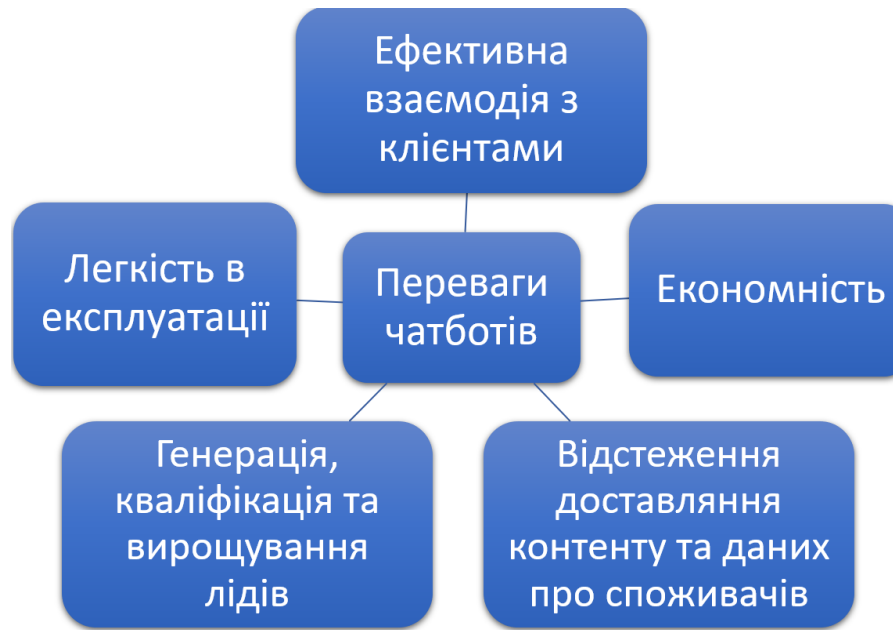 Ефективна
взаємодія з
клієнтами
Легкість в
експлуатації
Переваги
чатботів
Економність
Генерація,
кваліфікація та
вирощування
лідів
Відстеження
доставляння
контенту та даних
про споживачів